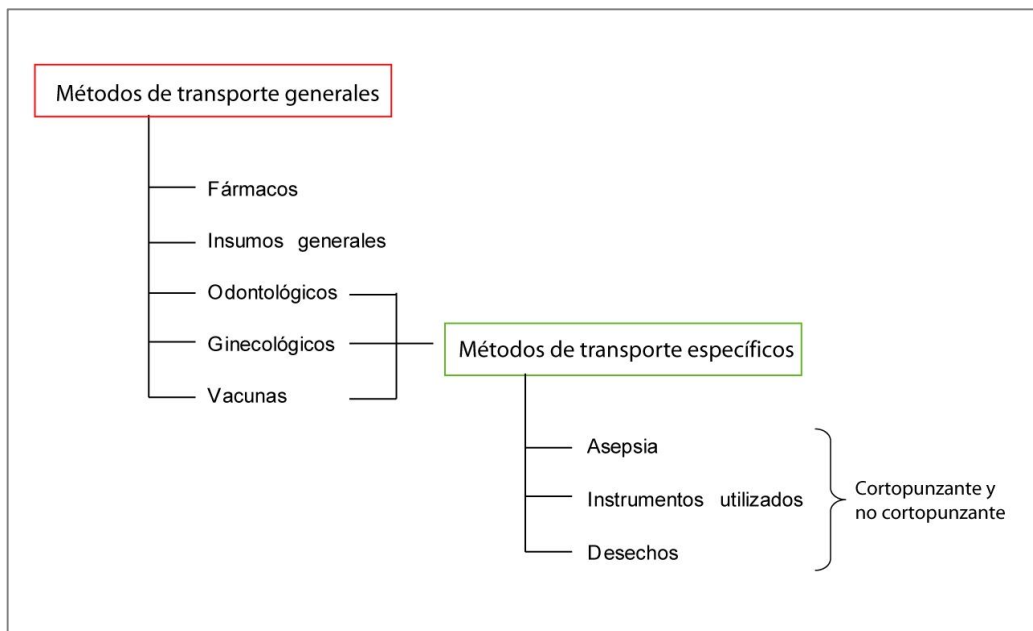 Métodos de transporte generales
Fármacos
Insumos generales
Odontológicos
Ginecológicos
Vacunas
Métodos de transporte específicos
Asepsia
Instrumentos utilizados
Desechos
Cortopunzante y
no cortopunzante